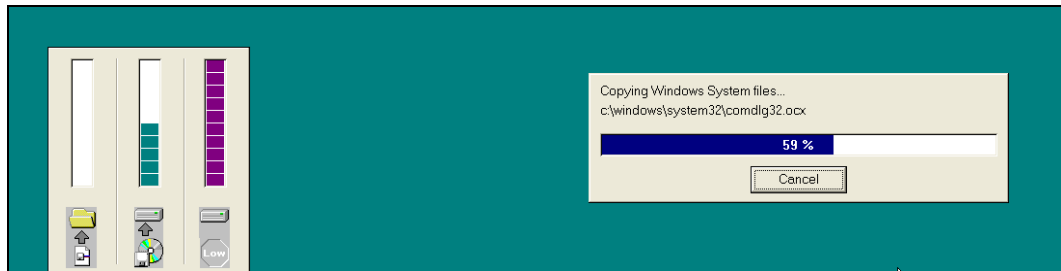 Copying Windows System files...
c:\windows\system32\comdlg32.ocx
59 %
Cancel
Low